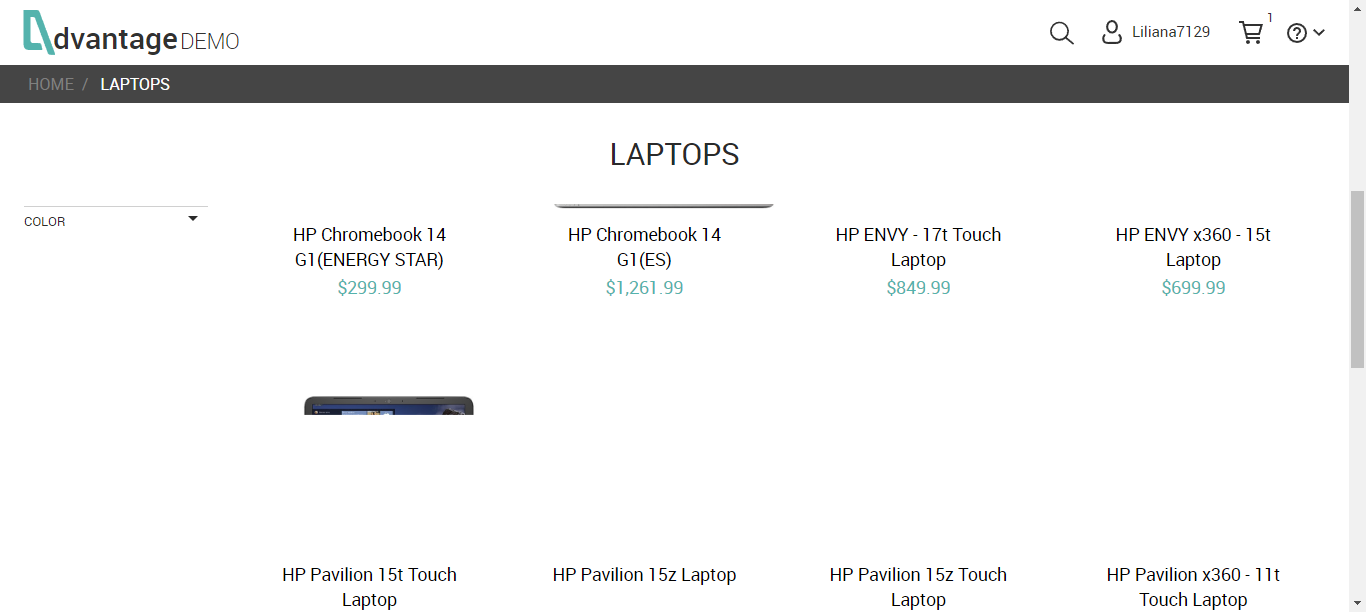 dvantage DEMO
Liliana7129
1
HOME / LAPTOPS
LAPTOPS
COLOR
HP Chromebook 14
G1(ENERGY STAR)
$299.99
HP Chromebook 14
G1(ES)
$1,261.99
HP ENVY - 17t Touch
Laptop
$849.99
HP ENVY x360 - 15t
Laptop
$699.99
HP Pavilion 15t Touch
Laptop
HP Pavilion 15z Laptop
HP Pavilion 15z Touch
Laptop
HP Pavilion x360 - 11t
Touch Laptop